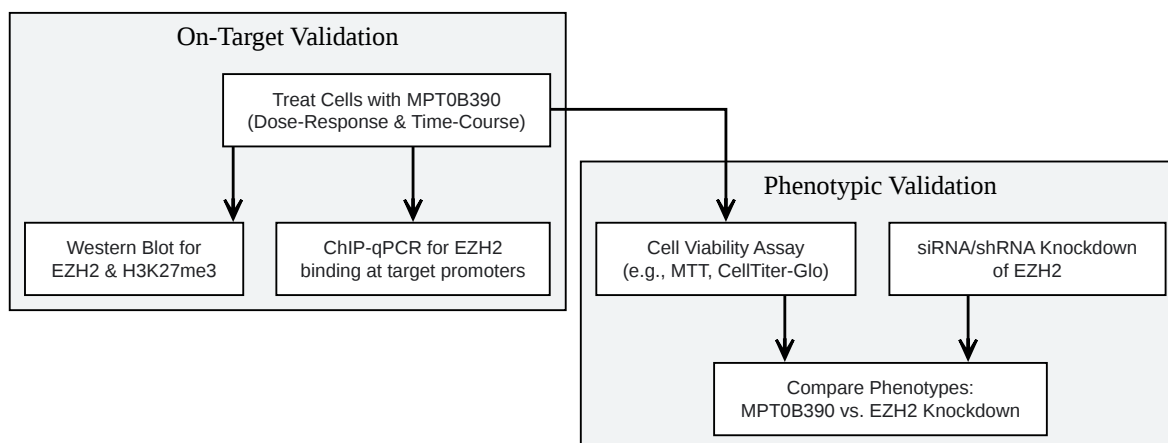 On-Target Validation
Treat Cells with MPT0B390
(Dose-Response & Time-Course)
Western Blot for
EZH2 & H3K27me3
ChIP-qPCR for EZH2
binding at target promoters
Phenotypic Validation
Cell Viability Assay
(e.g., MTT, CellTiter-Glo)
siRNA/shRNA Knockdown
of EZH2
Compare Phenotypes:
MPT0B390 vs. EZH2 Knockdown